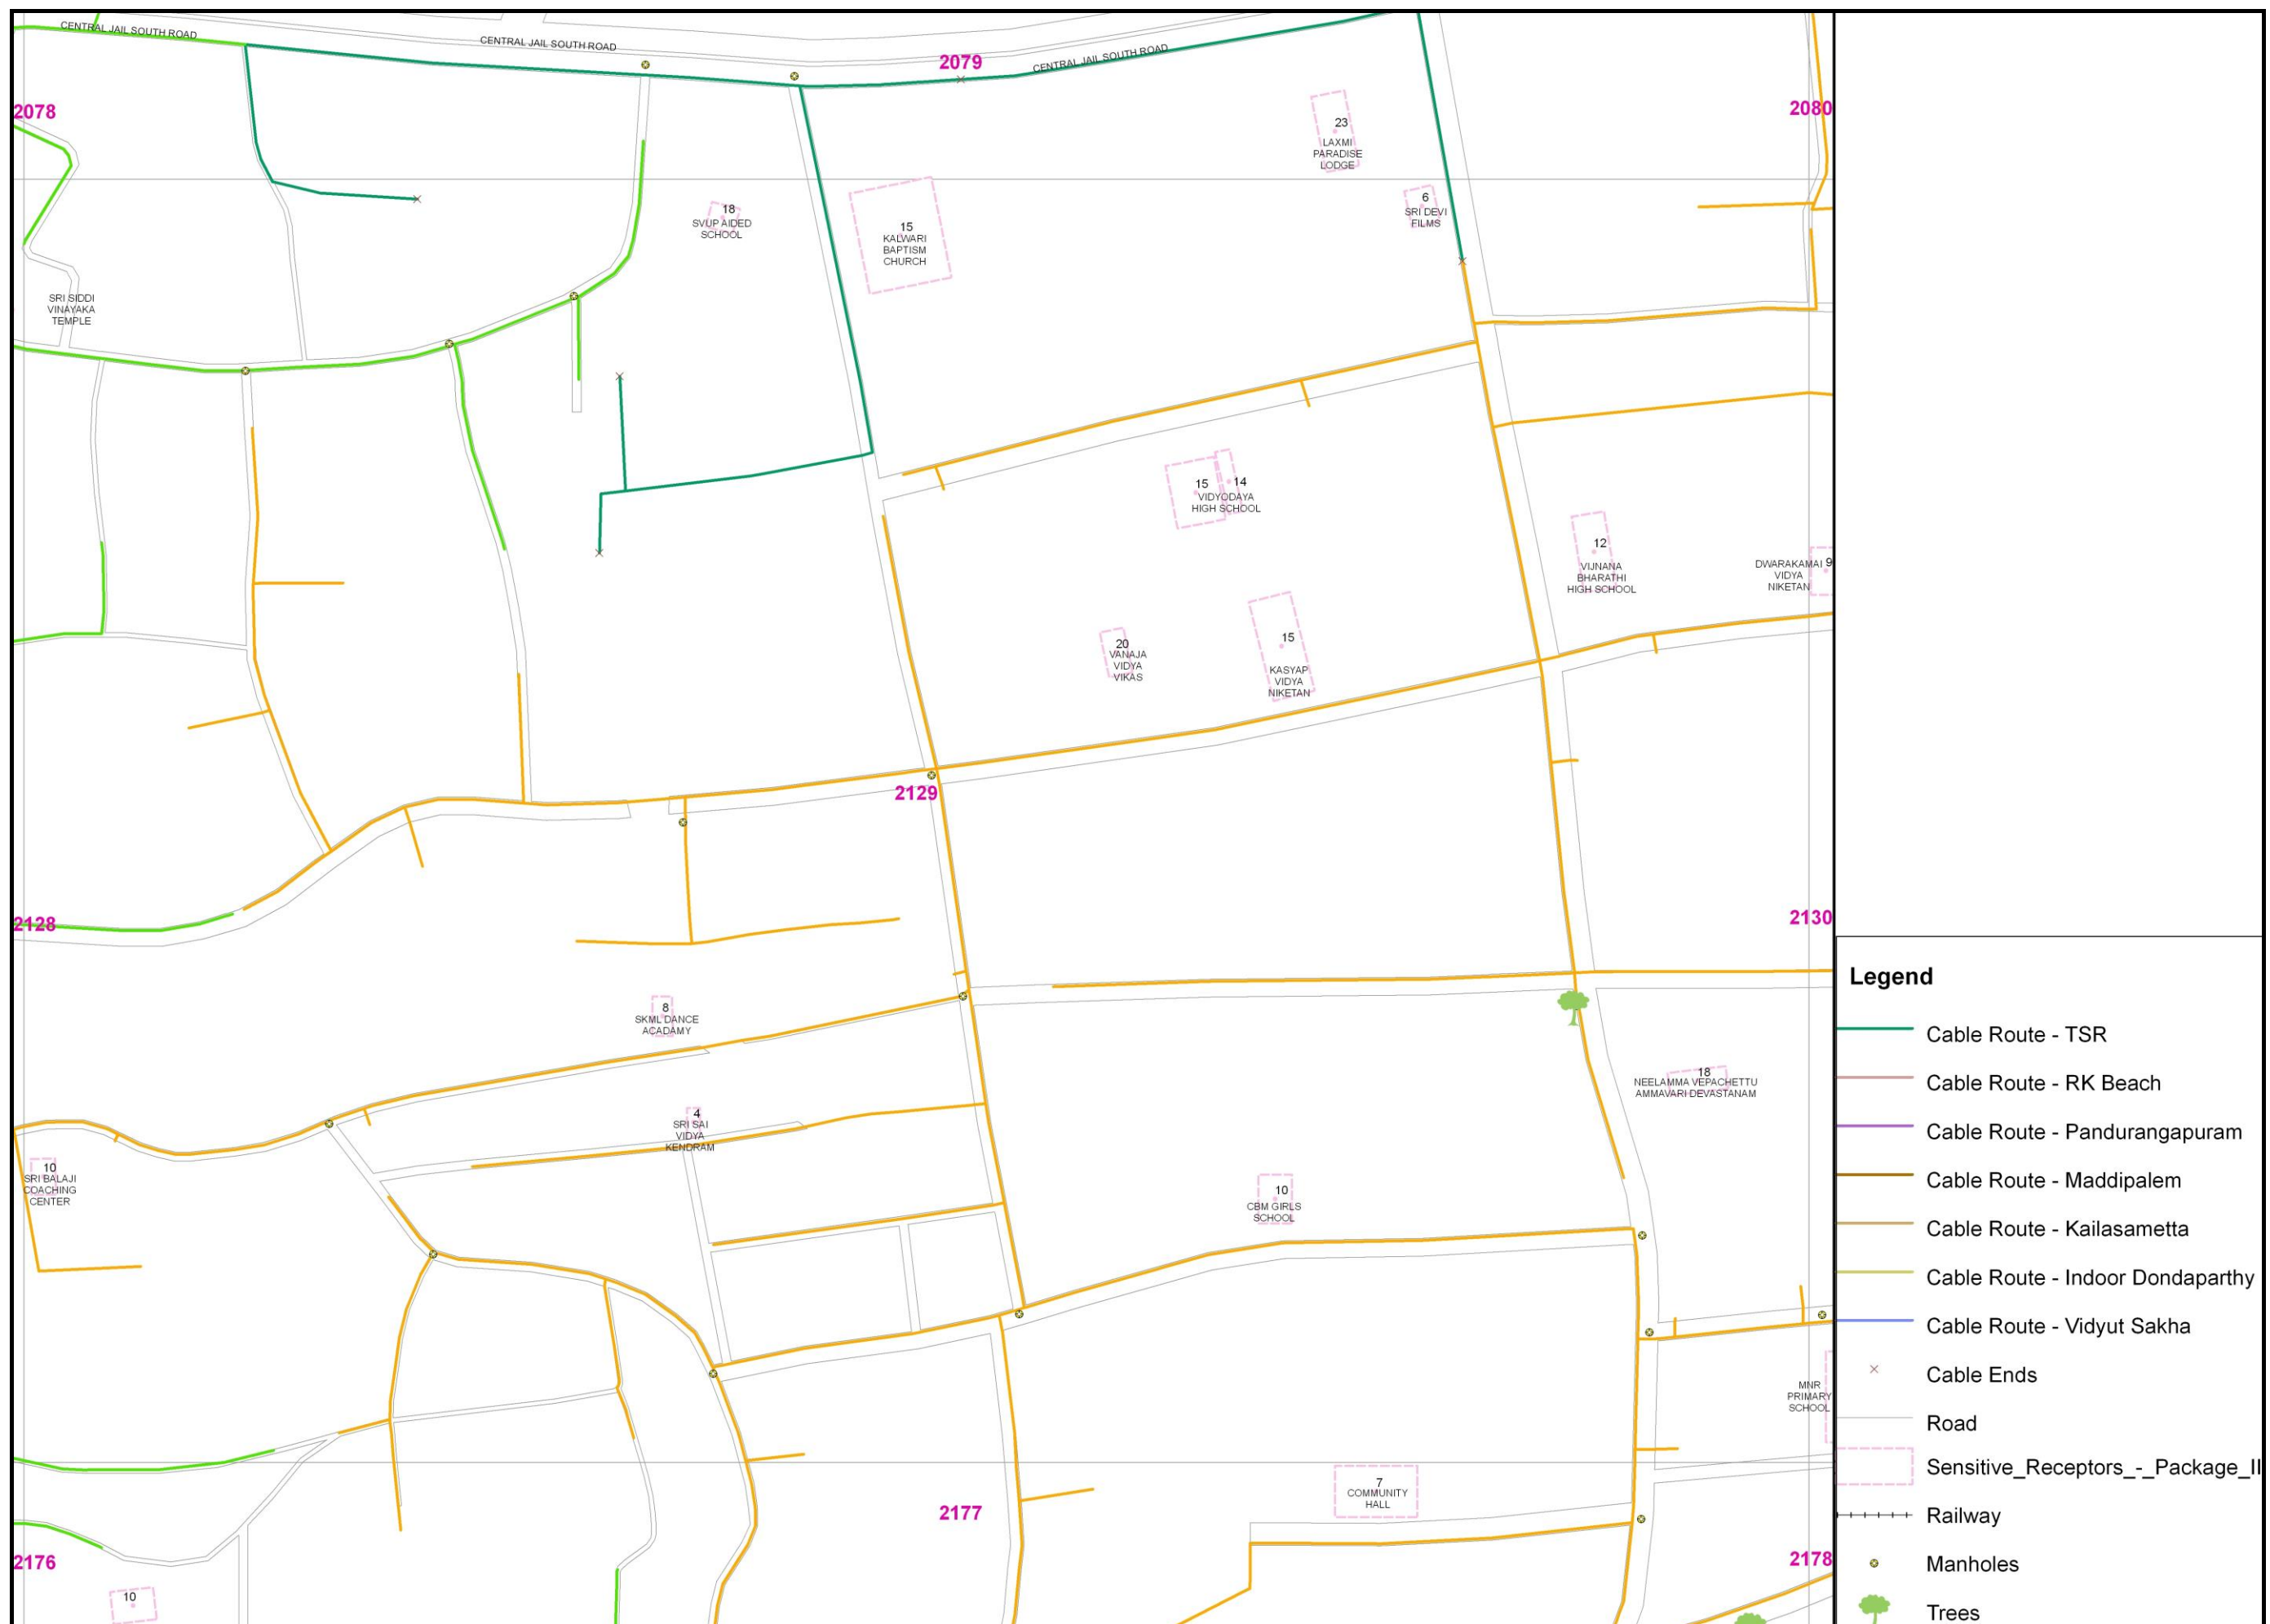 CENTRAL JAIL SOUTH ROAD
CENTRAL JAIL SOUTH ROAD
CENTRAL JAIL SOUTH ROAD
2079
2078
2080
23
LAXMI
PARADISE
LODGE
6
SRI DEVI
FILMS
18
SVUP AIDED
SCHOOL
15
KALWARI
BAPTISM
CHURCH
SRI SIDDI
VINAYAKA
TEMPLE
15
14
VIDYODAYA
HIGH SCHOOL
12
VIJNANA
BHARATHI
HIGH SCHOOL
DWARAKAMAI
VIDYA
NIKETAN
9
20
VANAJA
VIDYA
VIKAS
15
KASYAP
VIDYA
NIKETAN
2129
2128
2130
8
SKML DANCE
ACADAMY
18
NEELAMMA VEPACHETTU
AMMAVARI DEVASTANAM
4
SRI SAI
VIDYA
KENDRAM
10
SRI BALAJI
COACHING
CENTER
10
CBM GIRLS
SCHOOL
MNR
PRIMARY
SCHOOL
7
COMMUNITY
HALL
2177
2176
2178
10
Legend
Cable Route - TSR
Cable Route - RK Beach
Cable Route - Pandurangapuram
Cable Route - Maddipalem
Cable Route - Kailasametta
Cable Route - Indoor Dondaparthy
Cable Route - Vidyut Sakha
Cable Ends
Road
Sensitive_Receptors_-_Package_II
Railway
Manholes
Trees